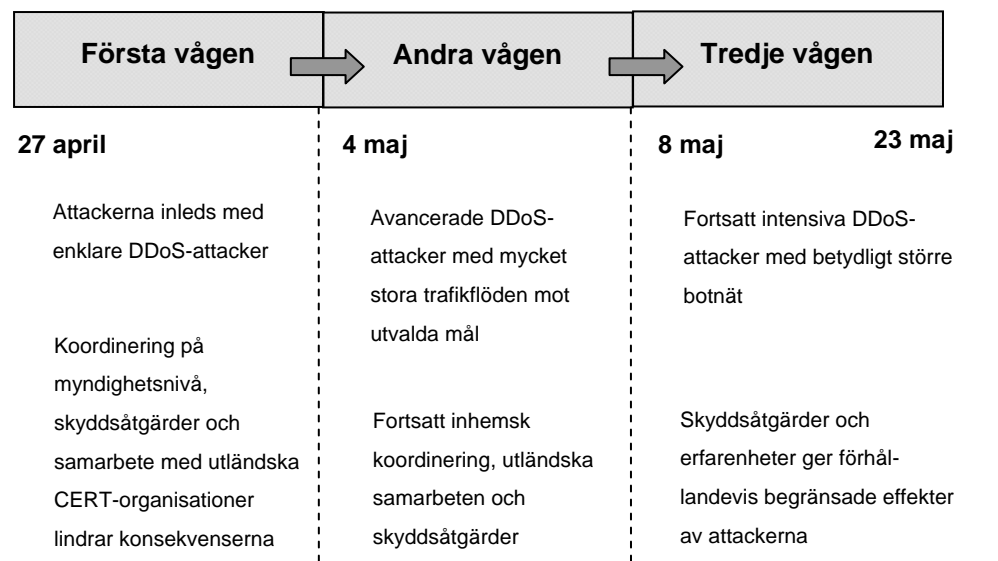 Första vågen
Andra vågen
Tredje vågen
27 april
4 maj
8 maj
23 maj
Attackerna inleds med
enklare DDoS-attacker
Koordinering på
myndighetsnivå,
skyddsåtgärder och
samarbete med utländska
CERT-organisationer
lindrar konsekvenserna
Avancerade DDoS-
attacker med mycket
stora trafikflöden mot
utvalda mål
Fortsatt inhemsk
koordinering, utländska
samarbeten och
skyddsåtgärder
Fortsatt intensiva DDoS-
attacker med betydligt större
botnät
Skyddsåtgärder och
erfarenheter ger förhål-
landevis begränsade effekter
av attackerna